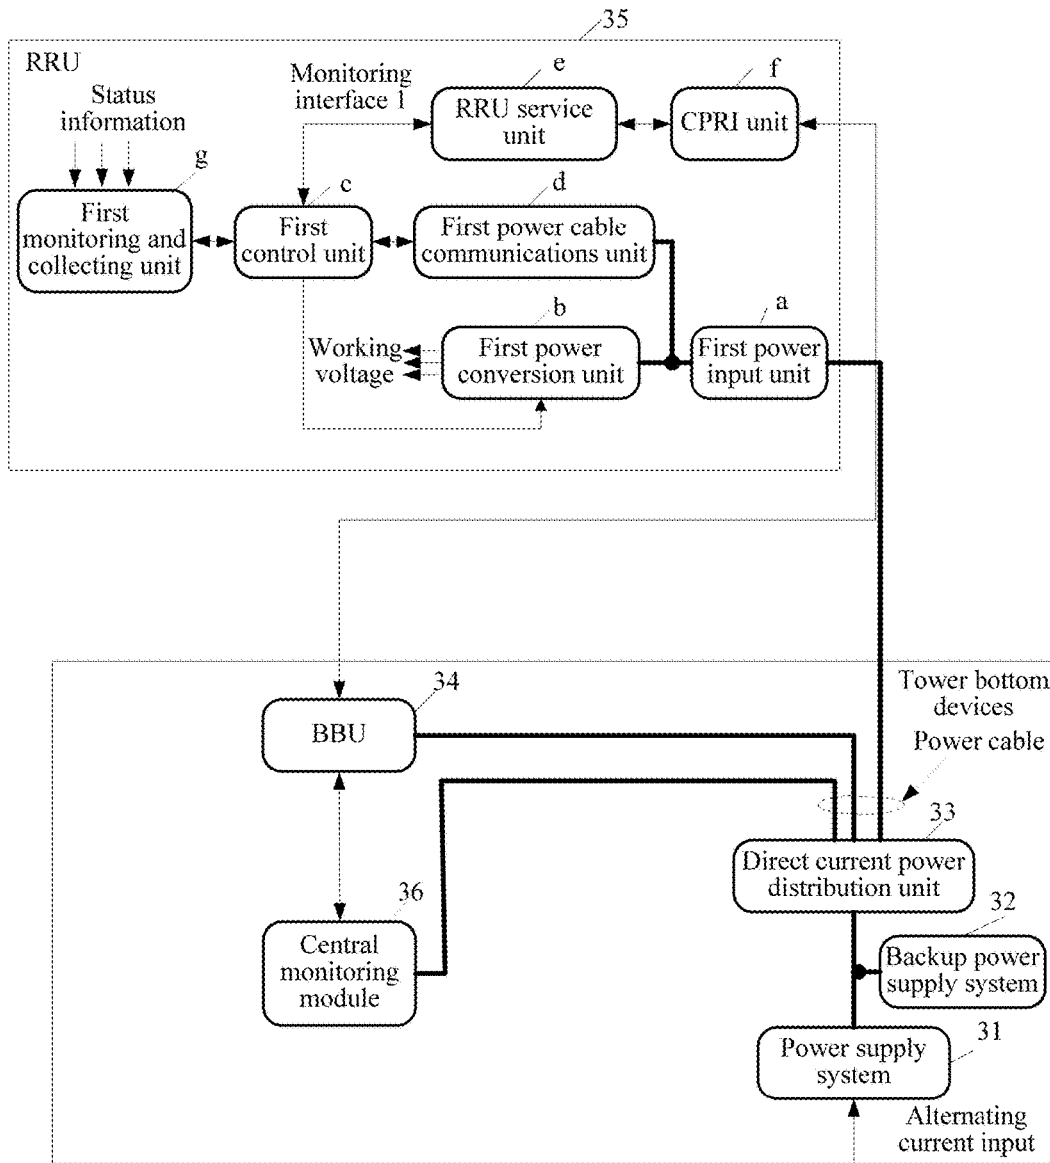 35
RRU
e
f
Monitoring
interface 1
Status
information
RRU service
unit
CPRI unit
g
c
d
First
monitoring and
collecting unit
First
control unit
First power cable
communications unit
b
a
Working
voltage
First power
conversion unit
First power
input unit
34
Tower bottom
devices
BBU
Power cable
33
Direct current power
distribution unit
36
32
Central
monitoring
module
Backup power
supply system
31
Power supply
system
Alternating
current input